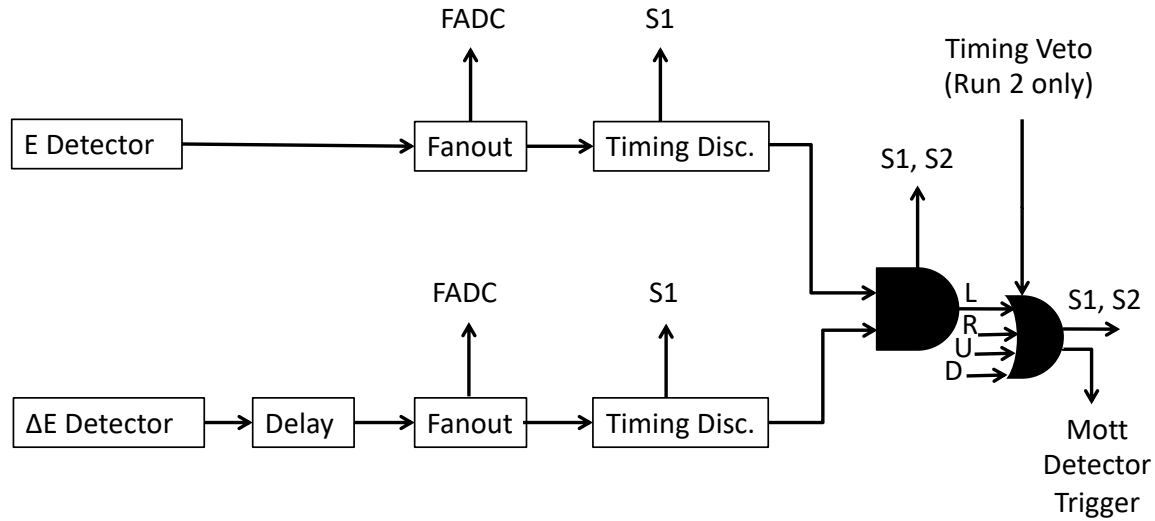 FADC
S1
Timing Veto
(Run 2 only)
E Detector
Fanout
Timing Disc.
S1, S2
FADC
S1
L
S1, S2
R
U
D
ΔE Detector
Delay
Fanout
Timing Disc.
Mott
Detector
Trigger